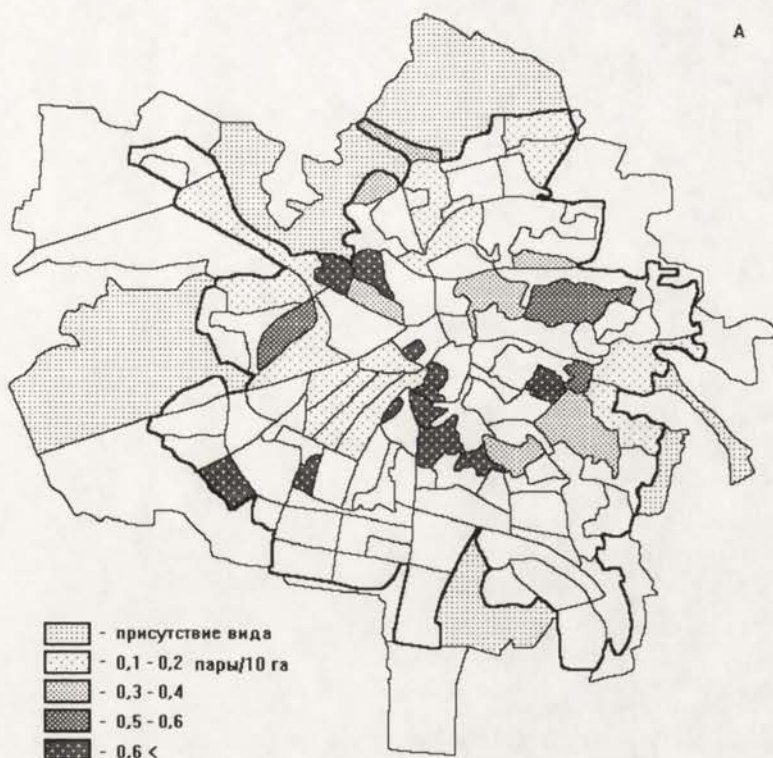 А
- присутствие вида
- 0,1 - 0,2 пары/10 га
- 0,3 - 0,4
- 0,5 - 0,6
- 0,6 <